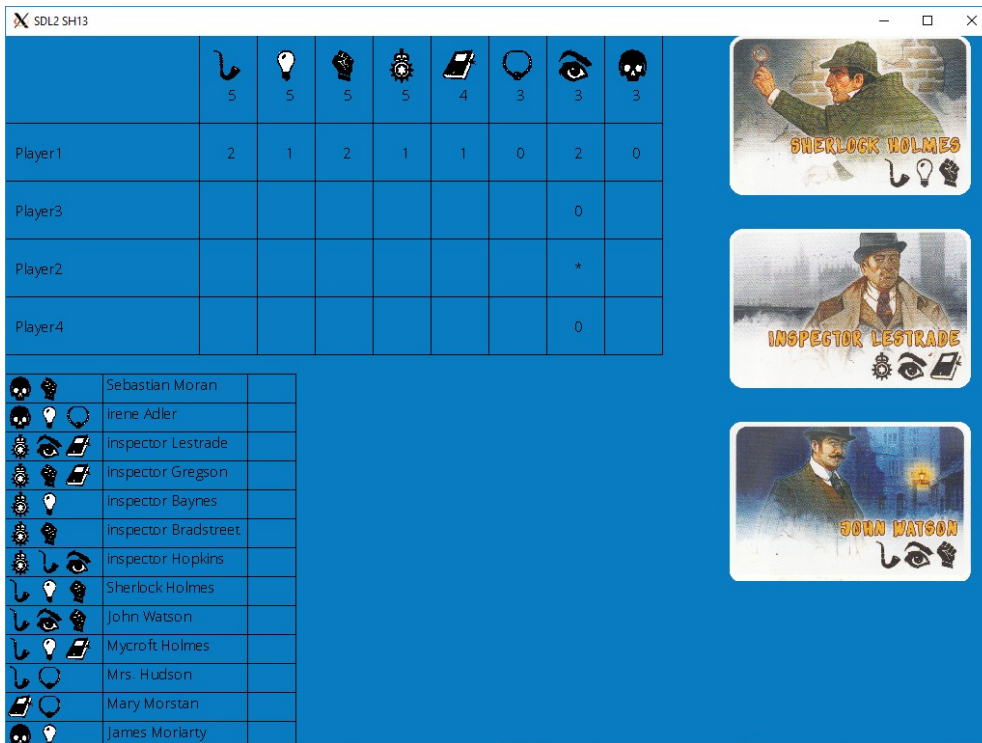 SDL2 SH13
5 5 5 5 4 3 3 3
Player1 2 1 2 1 1 0 2 0
Player3 0
Player2 *
Player4 0
SHERLOCK HOLMES
INSPECTOR LESTRADE
JOHN WATSON
Sebastian Moran
irene Adler
inspector Lestrade
inspector Gregson
inspector Baynes
inspector Bradstreet
inspector Hopkins
Sherlock Holmes
John Watson
Mycroft Holmes
Mrs. Hudson
Mary Morstan
James Moriarty